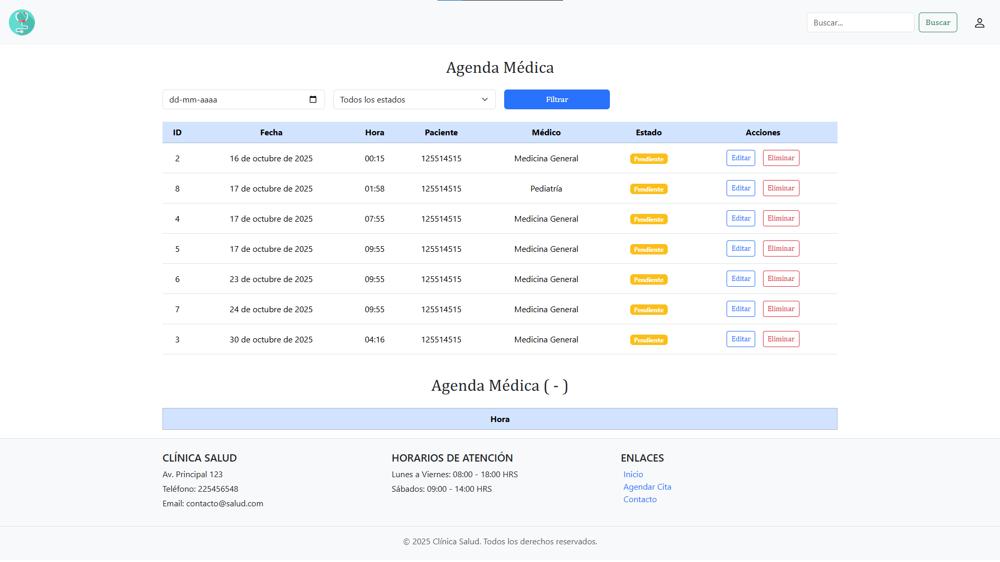 Buscar...
Buscar
Agenda Médica
dd-mm-aaaa
Todos los estados
Filtrar
ID Fecha Hora Paciente Médico Estado Acciones
2 16 de octubre de 2025 00:15 125514515 Medicina General Pendiente Editar Eliminar
8 17 de octubre de 2025 01:58 125514515 Pediatría Pendiente Editar Eliminar
4 17 de octubre de 2025 07:55 125514515 Medicina General Pendiente Editar Eliminar
5 17 de octubre de 2025 09:55 125514515 Medicina General Pendiente Editar Eliminar
6 23 de octubre de 2025 09:55 125514515 Medicina General Pendiente Editar Eliminar
7 24 de octubre de 2025 09:55 125514515 Medicina General Pendiente Editar Eliminar
3 30 de octubre de 2025 04:16 125514515 Medicina General Pendiente Editar Eliminar
Agenda Médica ( - )
Hora
CLÍNICA SALUD
Av. Principal 123
Teléfono: 225456548
Email: contacto@salud.com
HORARIOS DE ATENCIÓN
Lunes a Viernes: 08:00 - 18:00 HRS
Sábados: 09:00 - 14:00 HRS
ENLACES
Inicio
Agendar Cita
Contacto
© 2025 Clínica Salud. Todos los derechos reservados.